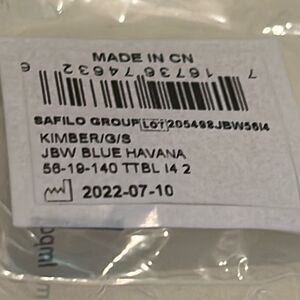 MADE IN CN
7 16736 74632 6
SAFILO GROUP LOT 205498JBW56I4
KIMBER/G/S
JBW BLUE HAVANA
56-19-140 TTBL I4 2
2022-07-10